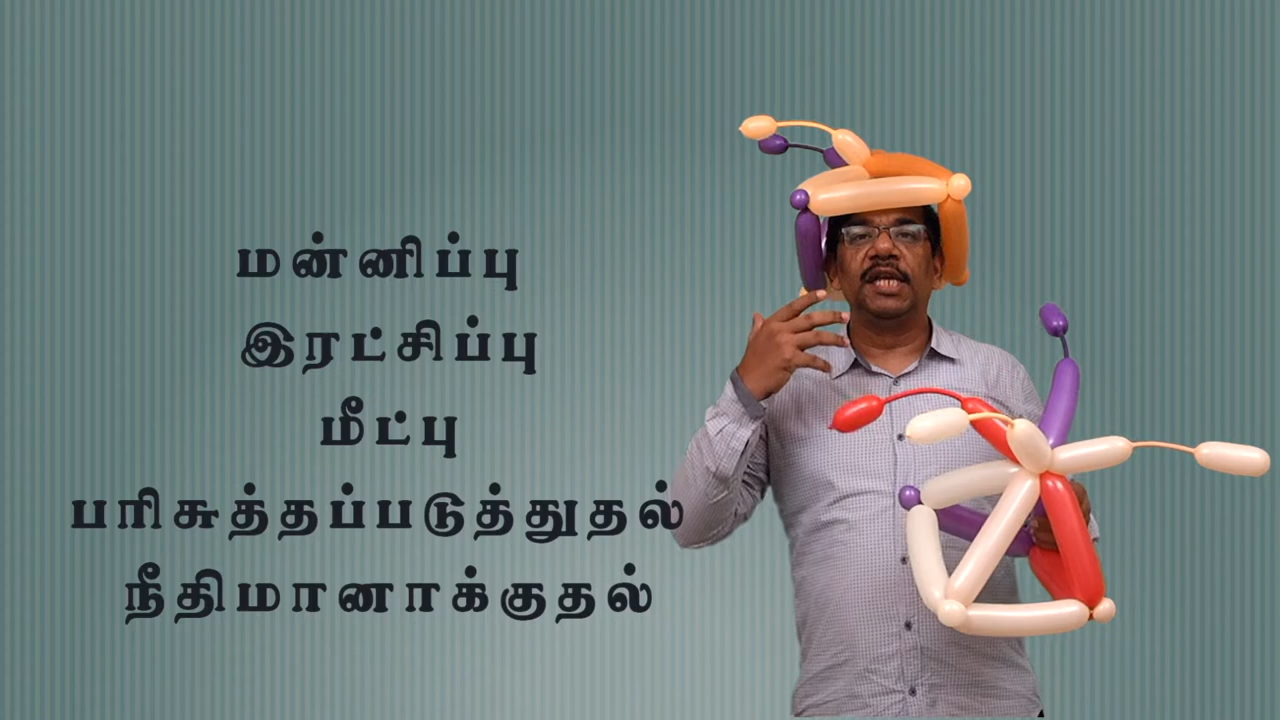 மன்னிப்பு
இரட்சிப்பு
மீட்பு
பரிசுத்தப்படுத்துதல்
நீதிமானாக்குதல்